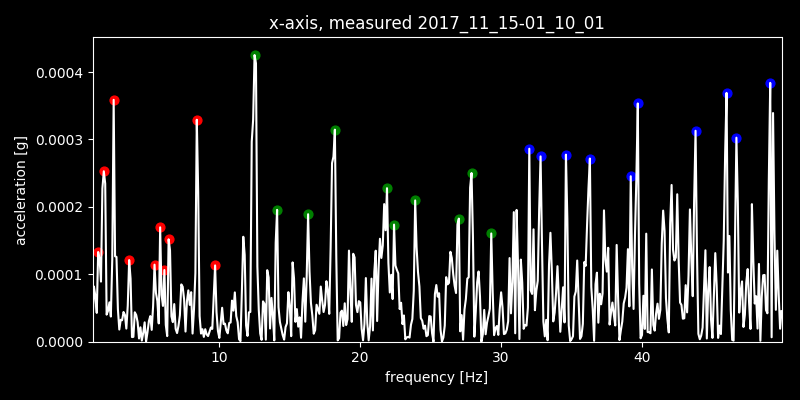 x-axis, measured 2017_11_15-01_10_01
acceleration [g]
0.0004
0.0003
0.0002
0.0001
0.0000
10 20 30 40
frequency [Hz]